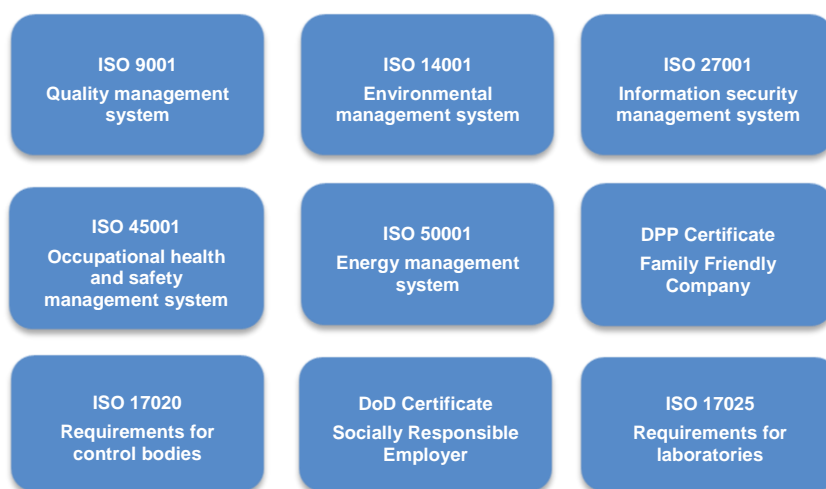 ISO 9001
Quality management
system
ISO 14001
Environmental
management system
ISO 27001
Information security
management system
ISO 45001
Occupational health
and safety
management system
ISO 50001
Energy management
system
DPP Certificate
Family Friendly
Company
ISO 17020
Requirements for
control bodies
DoD Certificate
Socially Responsible
Employer
ISO 17025
Requirements for
laboratories